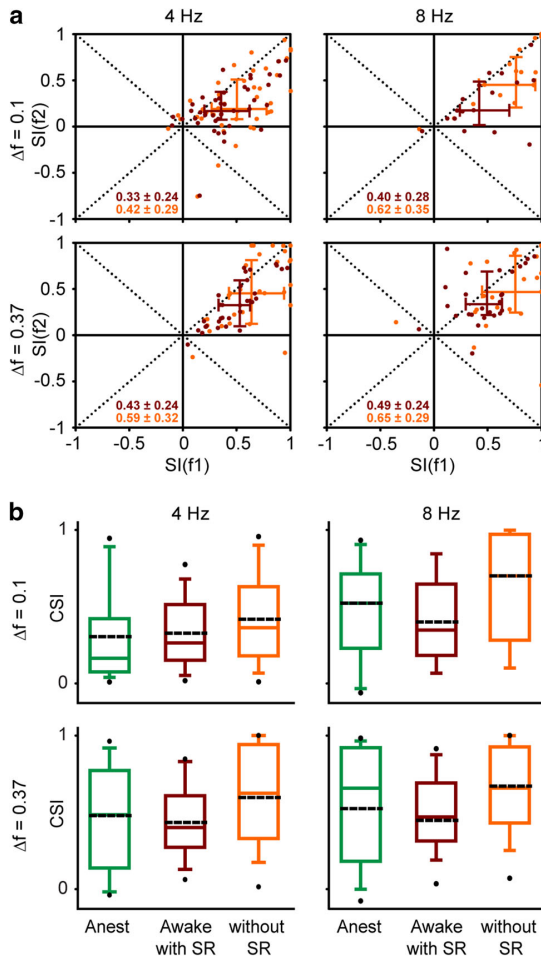 a
4 Hz
8 Hz
Δf = 0.1
SI(f2)
1
0.5
0
-0.5
-1
0.33 ± 0.24
0.42 ± 0.29
0.40 ± 0.28
0.62 ± 0.35
Δf = 0.37
SI(f2)
1
0.5
0
-0.5
-1
0.43 ± 0.24
0.59 ± 0.32
0.49 ± 0.24
0.65 ± 0.29
-1 -0.5 0 0.5 1
-1 -0.5 0 0.5 1
SI(f1)
SI(f1)
b
4 Hz
8 Hz
Δf = 0.1
CSI
1
0
Δf = 0.37
CSI
1
0
Anest
Awake
with SR
without
SR
Anest
Awake
with SR
without
SR